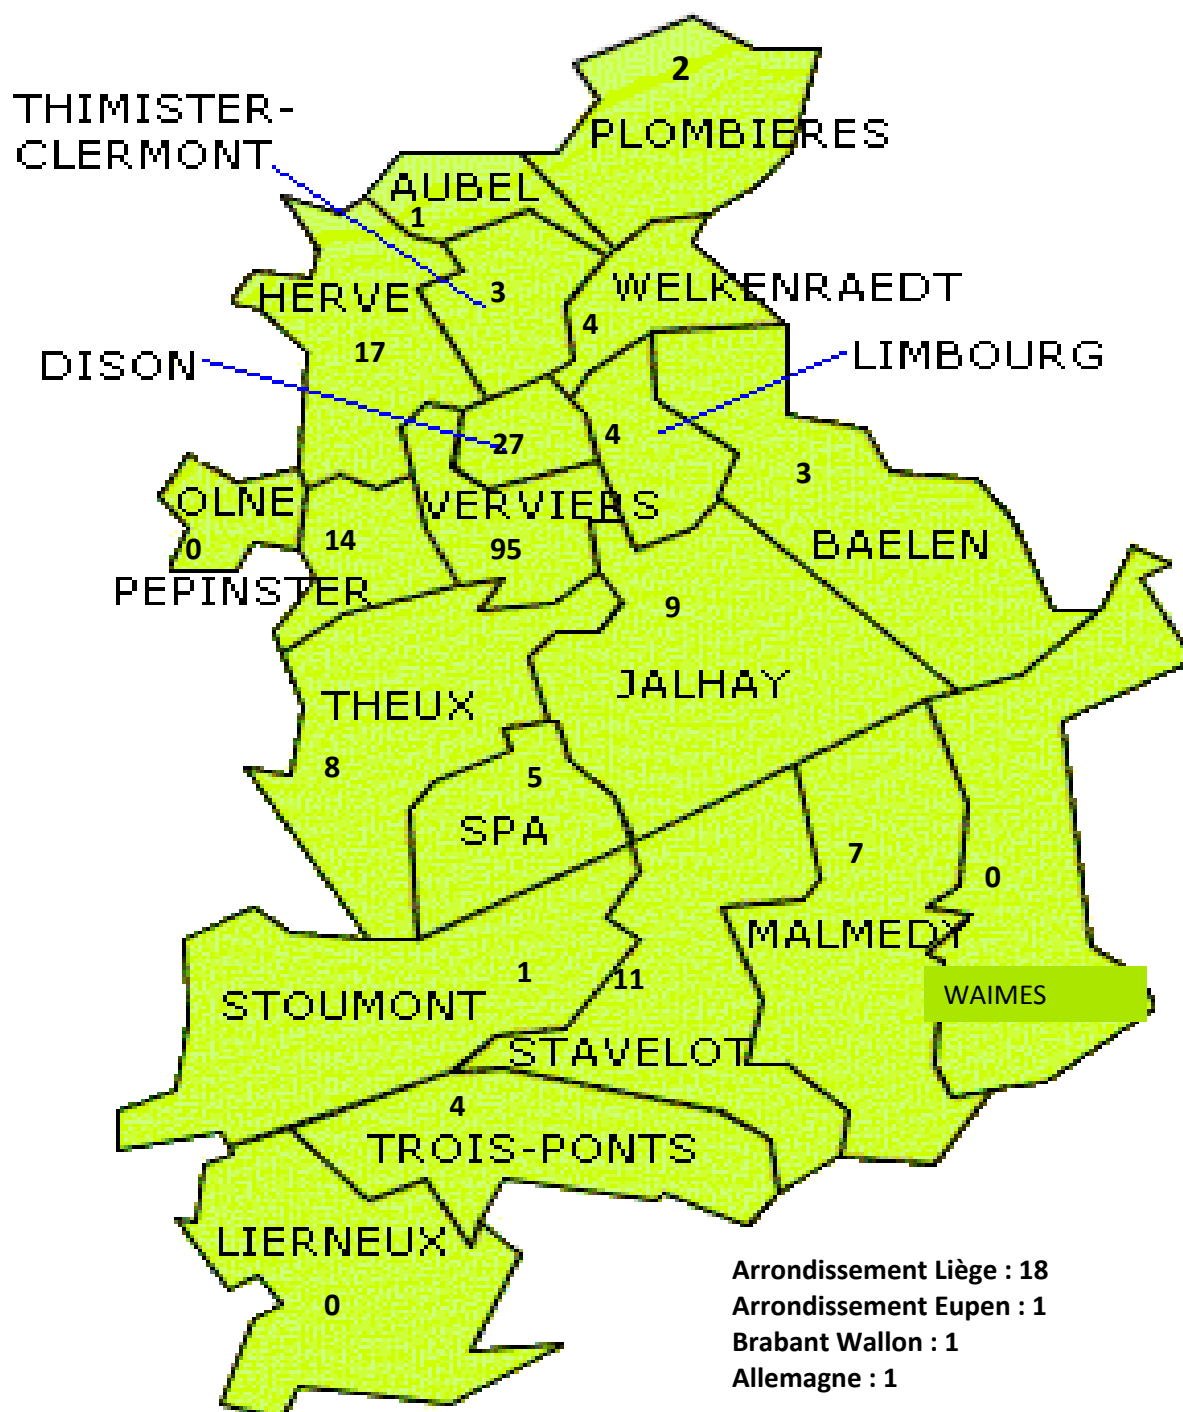 2
THIMISTER-
CLERMONT
PLOMBIERES
AUBEL
1
HERVE
3
WELKENRAEDT
17
4
DISON
LIMBOURG
27
4
3
OLNE
VERVIERS
0
14
95
BAELEN
PEPINSTER
9
THEUX
JALHAY
8
5
SPA
7
0
MALMEDY
STOUMONT
1
11
WAIMES
STAVELOT
4
TROIS-PONTS
LIERNEUX
0
Arrondissement Liège : 18
Arrondissement Eupen : 1
Brabant Wallon : 1
Allemagne : 1